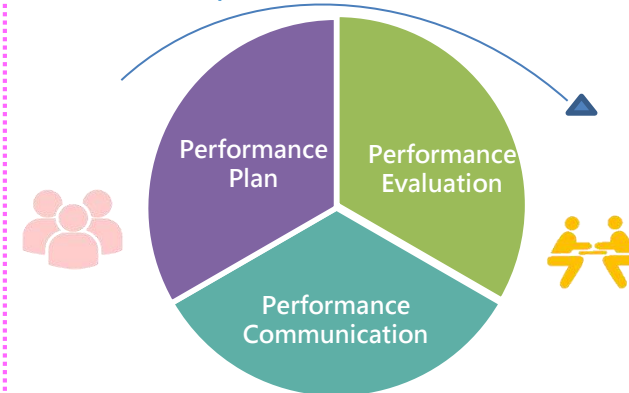 Performance
Plan
Performance
Evaluation
Performance
Communication